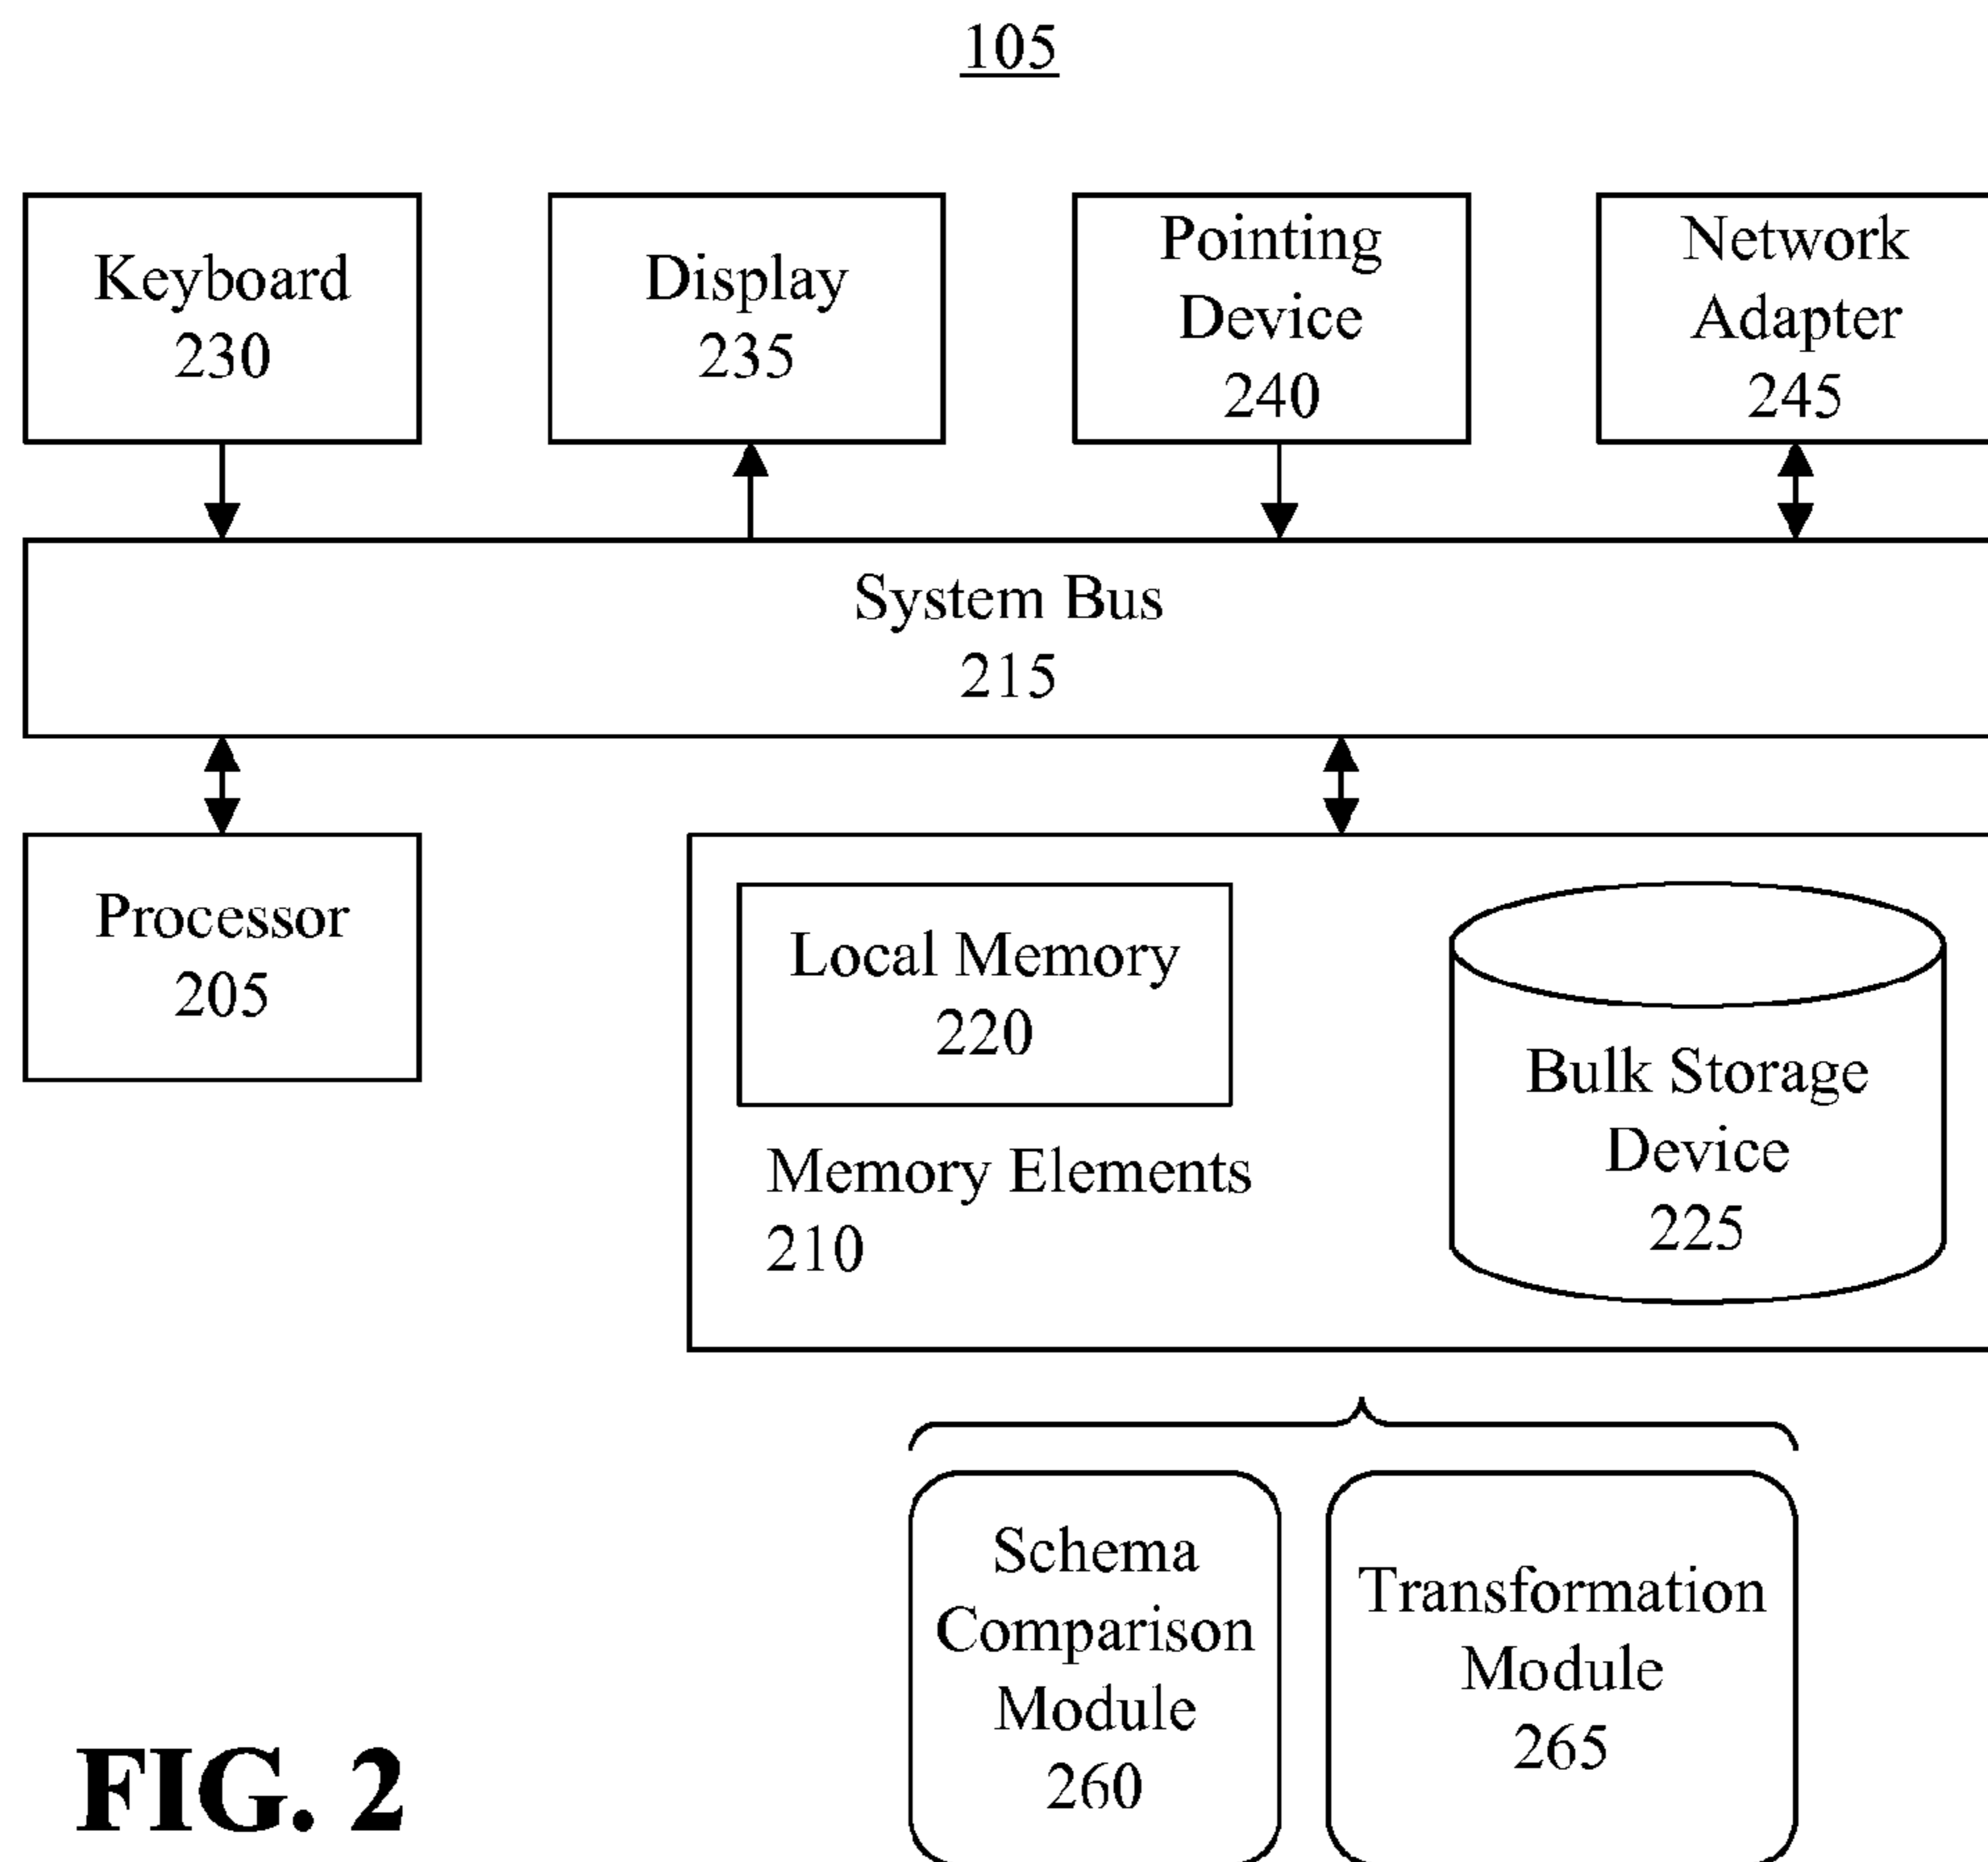 105
Keyboard
230
Display
235
Pointing
Device
240
Network
Adapter
245
System Bus
215
Processor
205
Local Memory
220
Memory Elements
210
Bulk Storage
Device
225
Schema
Comparison
Module
260
Transformation
Module
265
FIG. 2